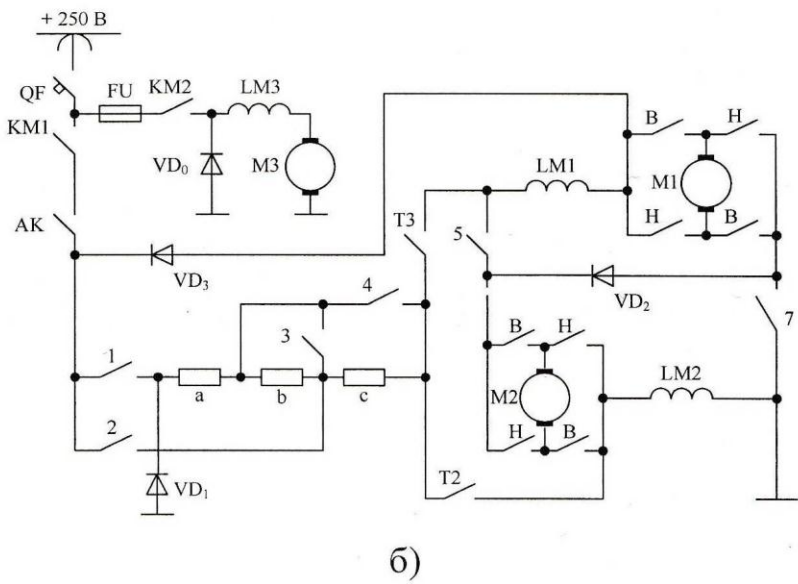 + 250 В
QF
FU
KM2
LM3
KM1
VD₀
M3
В
Н
LM1
M1
АК
T3
5
Н
В
VD₃
4
VD₂
7
3
В
Н
1
M2
LM2
a
b
c
2
Н
В
VD₁
T2
б)